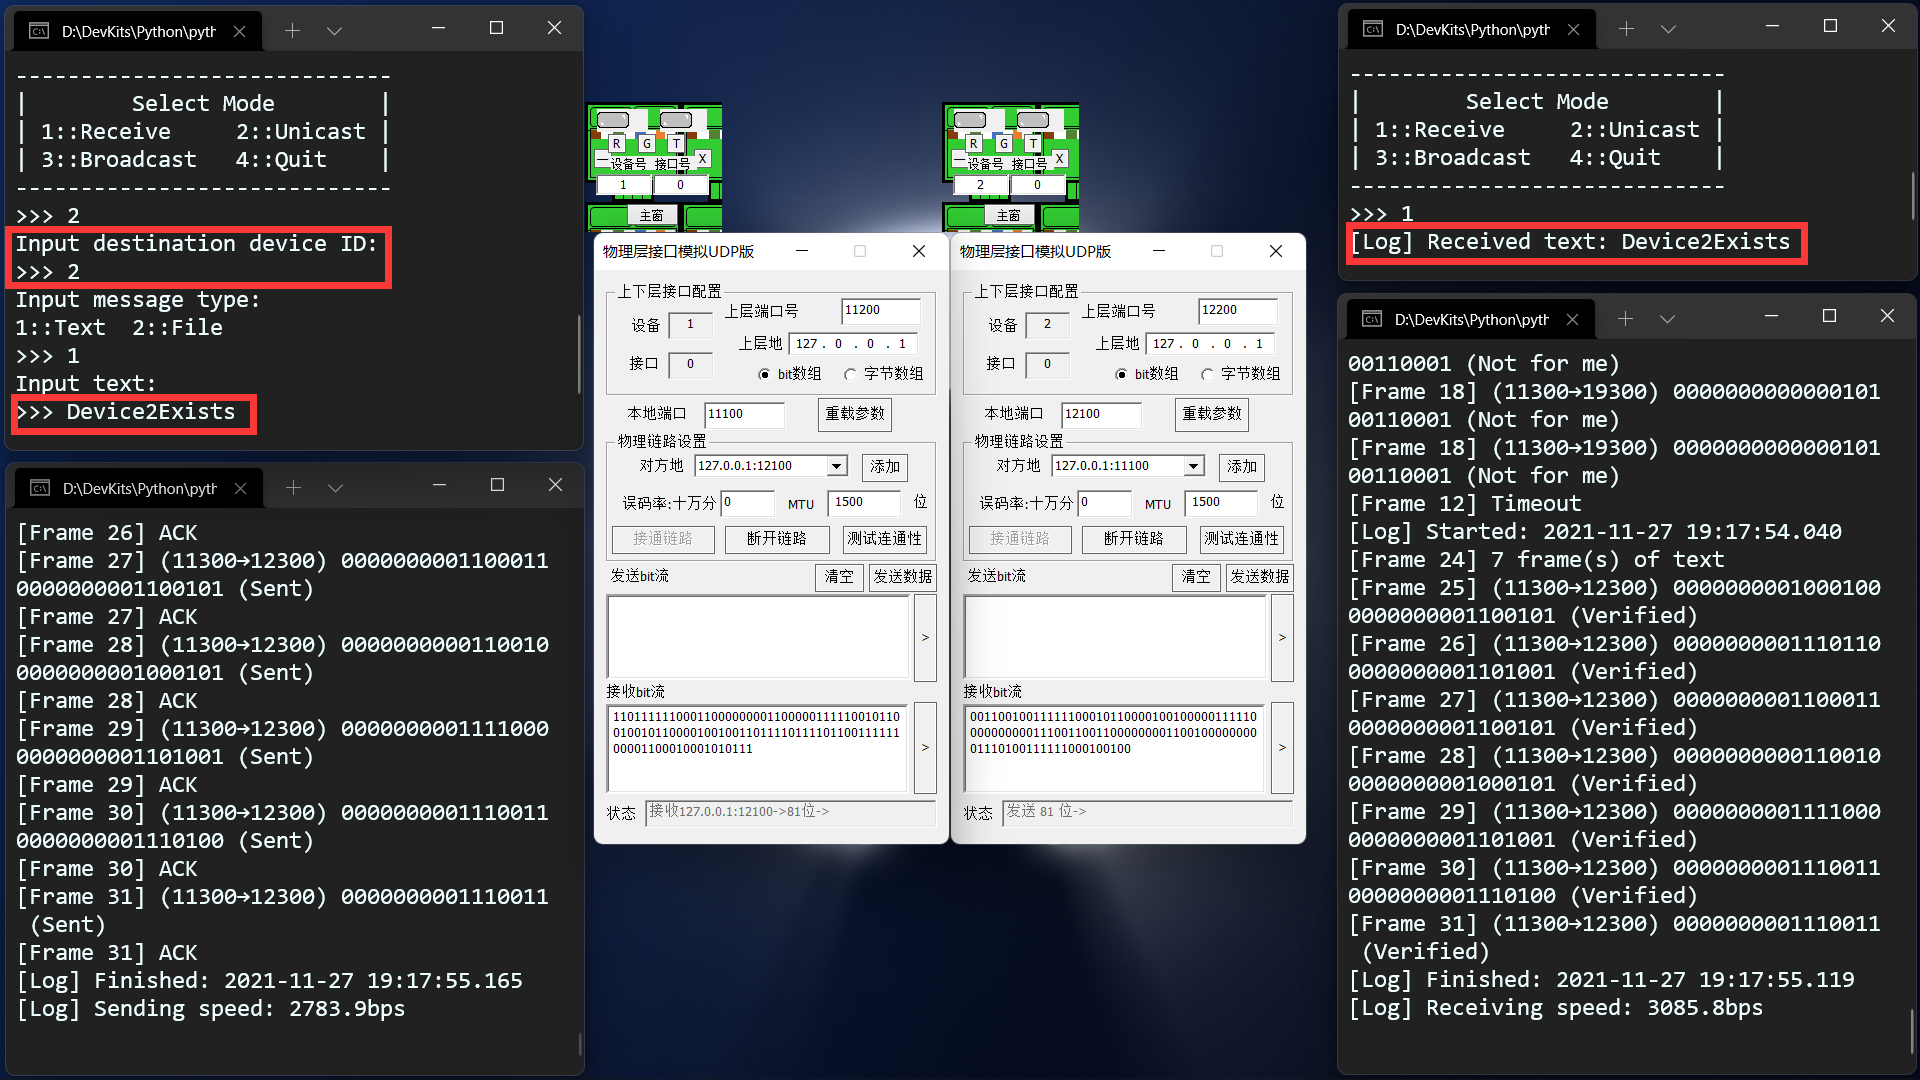 D:\DevKits\Python\pyth
-----------------------------
|        Select Mode        |
| 1::Receive     2::Unicast |
| 3::Broadcast   4::Quit    |
-----------------------------
>>> 2
Input destination device ID:
>>> 2
Input message type:
1::Text  2::File
>>> 1
Input text:
>>> Device2Exists
D:\DevKits\Python\pyth
[Frame 26] ACK
[Frame 27] (11300→12300) 0000000001100011
0000000001100101 (Sent)
[Frame 27] ACK
[Frame 28] (11300→12300) 0000000000110010
0000000001000101 (Sent)
[Frame 28] ACK
[Frame 29] (11300→12300) 0000000001111000
0000000001101001 (Sent)
[Frame 29] ACK
[Frame 30] (11300→12300) 0000000001110011
0000000001110100 (Sent)
[Frame 30] ACK
[Frame 31] (11300→12300) 0000000001110011
(Sent)
[Frame 31] ACK
[Log] Finished: 2021-11-27 19:17:55.165
[Log] Sending speed: 2783.9bps
R G T
一 设备号 接口号 X
1 0
主窗
物理层接口模拟UDP版
上下层接口配置
设备 1 上层端口号 11200
上层地 127 . 0 . 0 . 1
接口 0
bit数组 字节数组
本地端口 11100 重载参数
物理链路设置
对方地 127.0.0.1:12100 添加
误码率:十万分 0 MTU 1500 位
接通链路 断开链路 测试连通性
发送bit流 清空 发送数据
>
接收bit流
110111111000110000000011000001111110010110
010010110000100100110111101111011001111111
000011000100010101​11
>
状态 接收127.0.0.1:12100->81位->
R G T
一 设备号 接口号 X
2 0
主窗
物理层接口模拟UDP版
上下层接口配置
设备 2 上层端口号 12200
上层地 127 . 0 . 0 . 1
接口 0
bit数组 字节数组
本地端口 12100 重载参数
物理链路设置
对方地 127.0.0.1:11100 添加
误码率:十万分 0 MTU 1500 位
接通链路 断开链路 测试连通性
发送bit流 清空 发送数据
>
接收bit流
>
状态 发送 81 位->
D:\DevKits\Python\pyth
-----------------------------
|        Select Mode        |
| 1::Receive     2::Unicast |
| 3::Broadcast   4::Quit    |
-----------------------------
>>> 1
[Log] Received text: Device2Exists
D:\DevKits\Python\pyth
00110001 (Not for me)
[Frame 18] (11300→19300) 0000000000000101
00110001 (Not for me)
[Frame 18] (11300→19300) 0000000000000101
00110001 (Not for me)
[Frame 12] Timeout
[Log] Started: 2021-11-27 19:17:54.040
[Frame 24] 7 frame(s) of text
[Frame 25] (11300→12300) 0000000001000100
0000000001100101 (Verified)
[Frame 26] (11300→12300) 0000000001110110
0000000001101001 (Verified)
[Frame 27] (11300→12300) 0000000001100011
0000000001100101 (Verified)
[Frame 28] (11300→12300) 0000000000110010
0000000001000101 (Verified)
[Frame 29] (11300→12300) 0000000001111000
0000000001101001 (Verified)
[Frame 30] (11300→12300) 0000000001110011
0000000001110100 (Verified)
[Frame 31] (11300→12300) 0000000001110011
(Verified)
[Log] Finished: 2021-11-27 19:17:55.119
[Log] Receiving speed: 3085.8bps